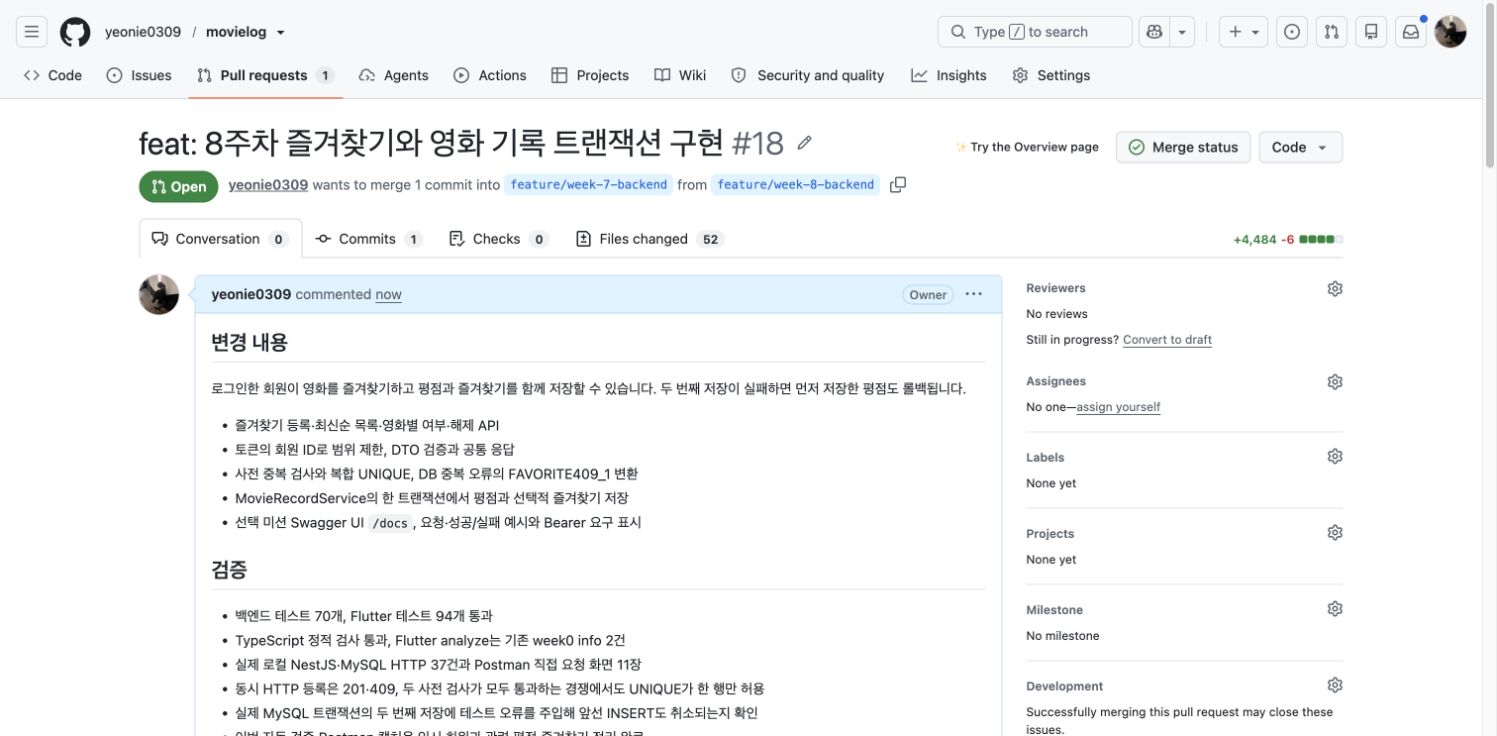 yeonie0309 / movielog
Type / to search
Code Issues Pull requests 1 Agents Actions Projects Wiki Security and quality Insights Settings
feat: 8주차 즐겨찾기와 영화 기록 트랜잭션 구현 #18
Try the Overview page
Merge status
Code
Open
yeonie0309 wants to merge 1 commit into feature/week-7-backend from feature/week-8-backend
Conversation 0 Commits 1 Checks 0 Files changed 52
+4,484 -6
yeonie0309 commented now
Owner
변경 내용
로그인한 회원이 영화를 즐겨찾기하고 평점과 즐겨찾기를 함께 저장할 수 있습니다. 두 번째 저장이 실패하면 먼저 저장한 평점도 롤백됩니다.
• 즐겨찾기 등록·최신순 목록·영화별 여부·해제 API
• 토큰의 회원 ID로 범위 제한, DTO 검증과 공통 응답
• 사전 중복 검사와 복합 UNIQUE, DB 중복 오류의 FAVORITE409_1 변환
• MovieRecordService의 한 트랜잭션에서 평점과 선택적 즐겨찾기 저장
• 선택 미션 Swagger UI /docs, 요청·성공/실패 예시와 Bearer 요구 표시
검증
• 백엔드 테스트 70개, Flutter 테스트 94개 통과
• TypeScript 정적 검사 통과, Flutter analyze는 기존 week0 info 2건
• 실제 로컬 NestJS·MySQL HTTP 37건과 Postman 직접 요청 화면 11장
• 동시 HTTP 등록은 201·409, 두 사전 검사가 모두 통과하는 경쟁에서도 UNIQUE가 한 행만 허용
• 실제 MySQL 트랜잭션의 두 번째 저장에 테스트 오류를 주입해 앞선 INSERT도 취소되는지 확인
Reviewers
No reviews
Still in progress? Convert to draft
Assignees
No one—assign yourself
Labels
None yet
Projects
None yet
Milestone
No milestone
Development
Successfully merging this pull request may close these
issues.